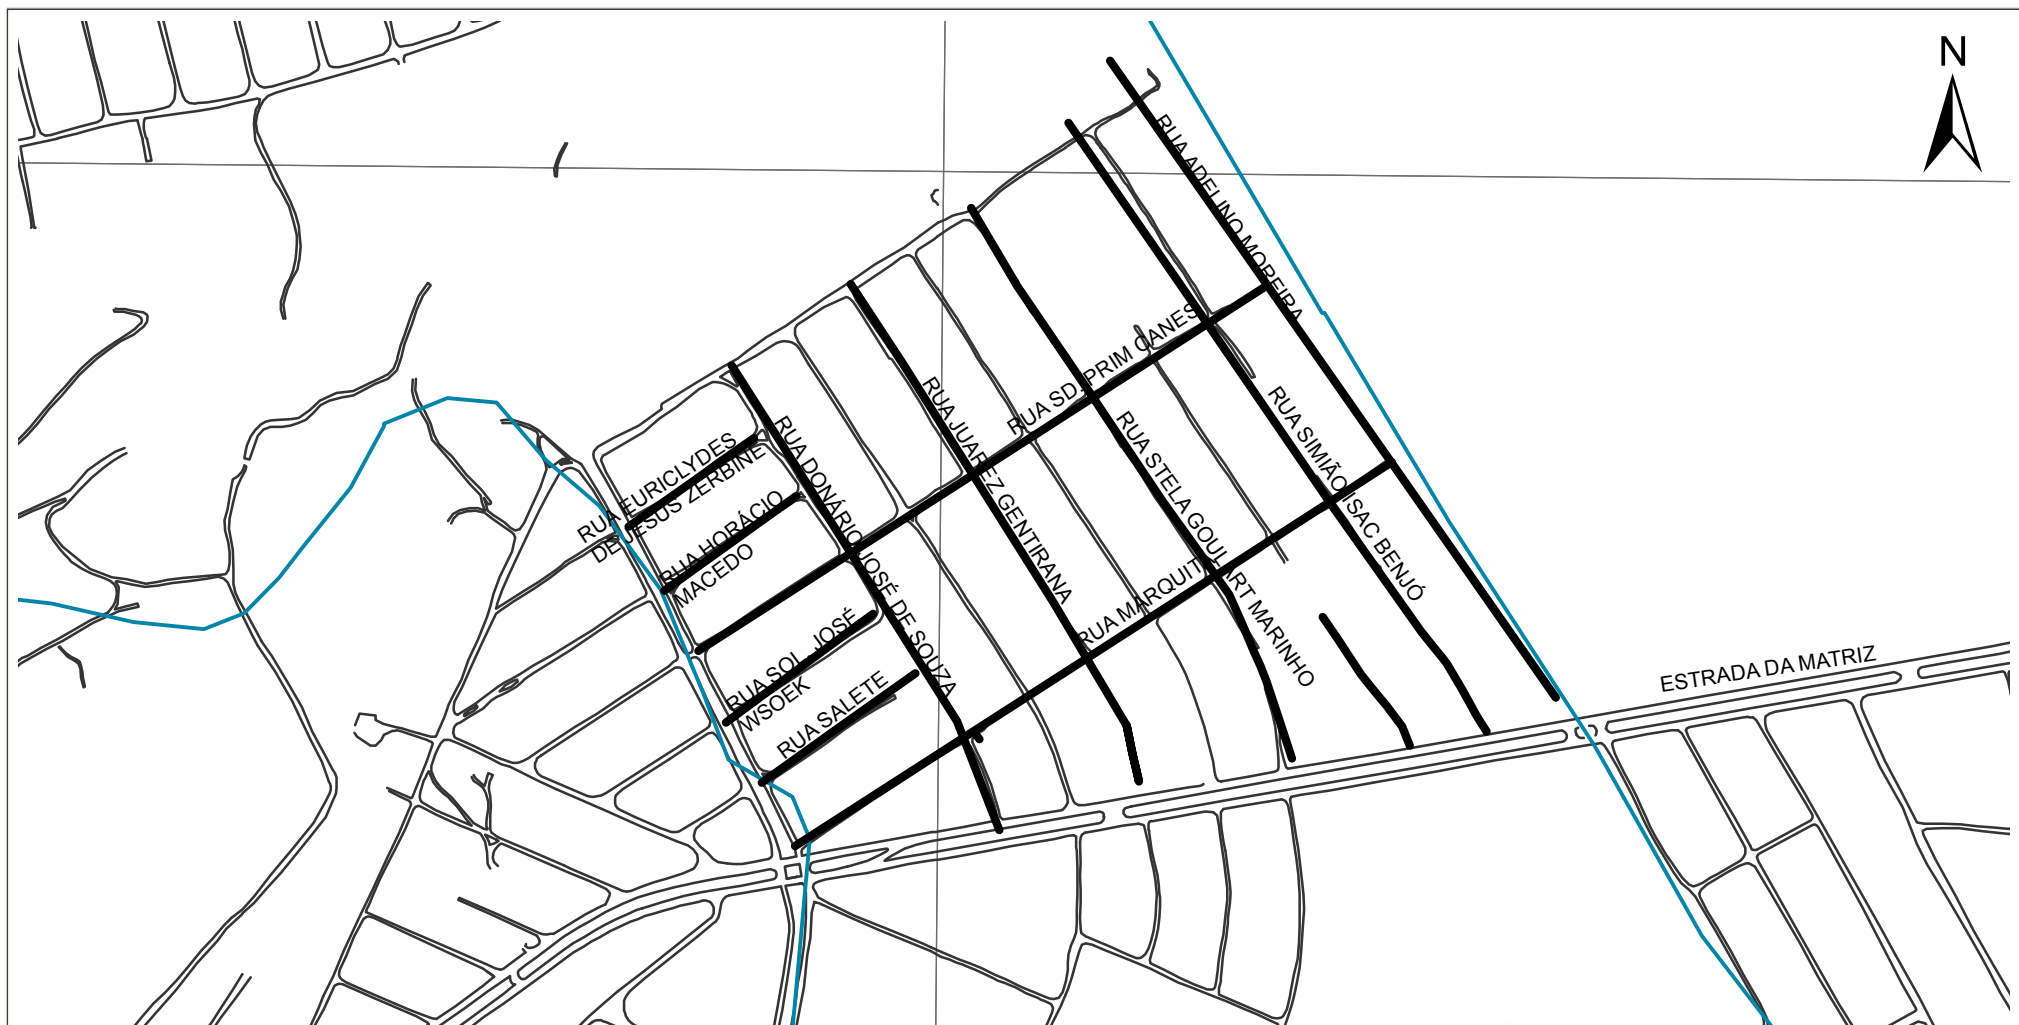 N
RUA ADELINO MOREIRA
RUA SD. PRIM CANES
RUA EURICLYDES
DE JESUS ZERBINE
RUA DONÁRIO JOSÉ DE SOUZA
RUA JUAREZ GENTIRANA
RUA STELA GOULART MARINHO
RUA SIMIÃO ISAC BENJÓ
RUA HORÁCIO
MACEDO
RUA MARQUIT
RUA SOL. JOSÉ
WSOEK
RUA SALETE
ESTRADA DA MATRIZ